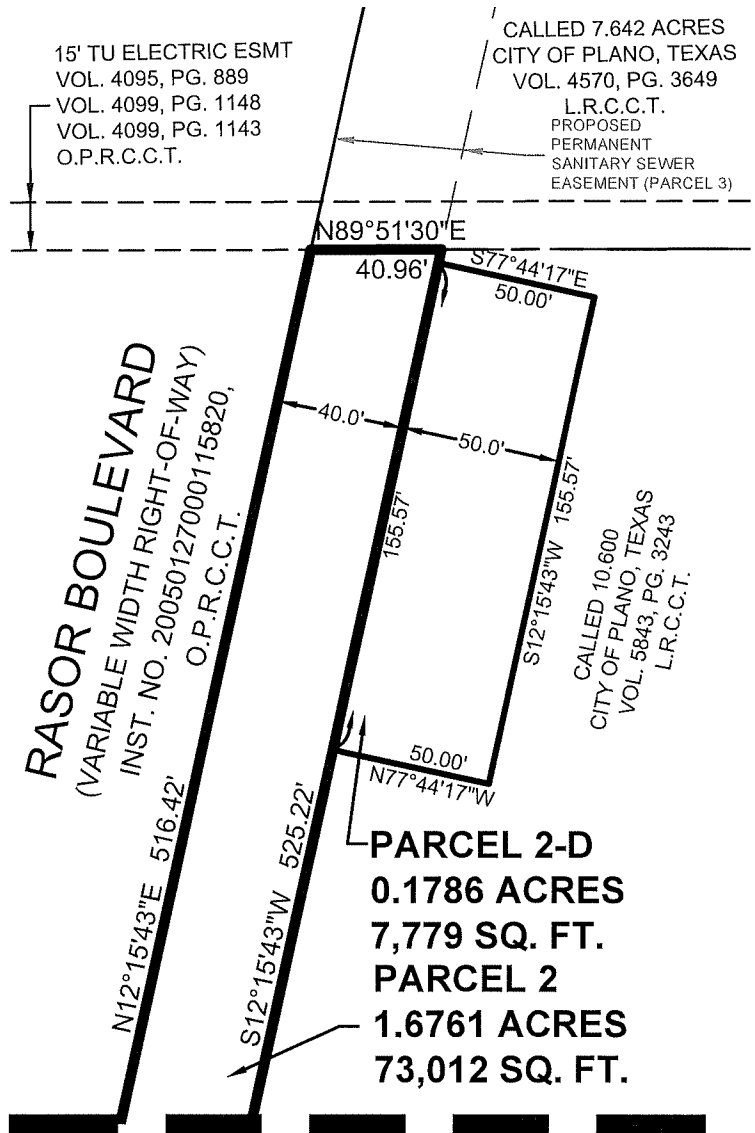 15' TU ELECTRIC ESMT
VOL. 4095, PG. 889
VOL. 4099, PG. 1148
VOL. 4099, PG. 1143
O.P.R.C.C.T.
CALLED 7.642 ACRES
CITY OF PLANO, TEXAS
VOL. 4570, PG. 3649
L.R.C.C.T.
PROPOSED
PERMANENT
SANITARY SEWER
EASEMENT (PARCEL 3)
N89°51'30"E
40.96'
S77°44'17"E
50.00'
40.0'
50.0'
155.57'
S12°15'43"W 155.57'
RASOR BOULEVARD
(VARIABLE WIDTH RIGHT-OF-WAY)
INST. NO. 20050127000115820,
O.P.R.C.C.T.
CALLED 10.600
CITY OF PLANO, TEXAS
VOL. 5843, PG. 3243
L.R.C.C.T.
50.00'
N77°44'17"W
N12°15'43"E 516.42'
S12°15'43"W 525.22'
PARCEL 2-D
0.1786 ACRES
7,779 SQ. FT.
PARCEL 2
1.6761 ACRES
73,012 SQ. FT.